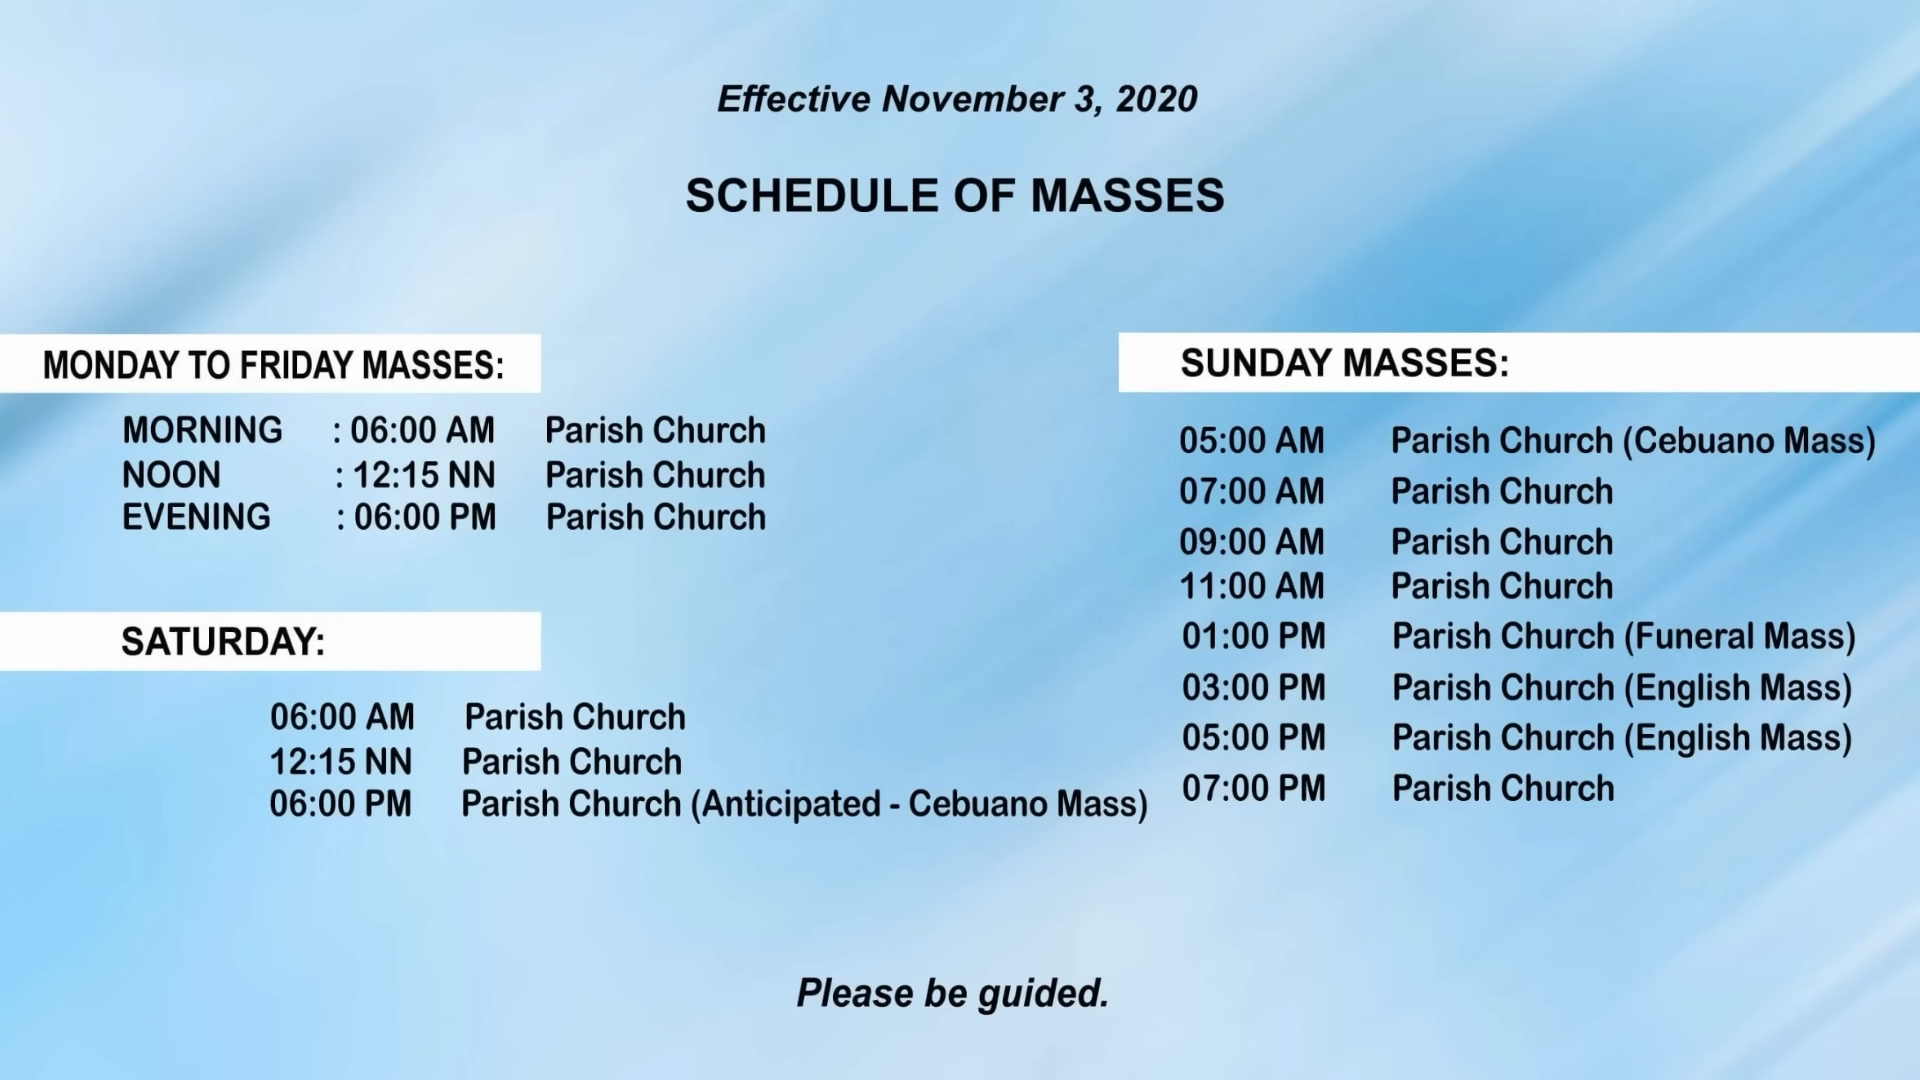 Effective November 3, 2020
SCHEDULE OF MASSES
MONDAY TO FRIDAY MASSES:
MORNING : 06:00 AM Parish Church
NOON : 12:15 NN Parish Church
EVENING : 06:00 PM Parish Church
SATURDAY:
06:00 AM Parish Church
12:15 NN Parish Church
06:00 PM Parish Church (Anticipated - Cebuano Mass)
SUNDAY MASSES:
05:00 AM Parish Church (Cebuano Mass)
07:00 AM Parish Church
09:00 AM Parish Church
11:00 AM Parish Church
01:00 PM Parish Church (Funeral Mass)
03:00 PM Parish Church (English Mass)
05:00 PM Parish Church (English Mass)
07:00 PM Parish Church
Please be guided.